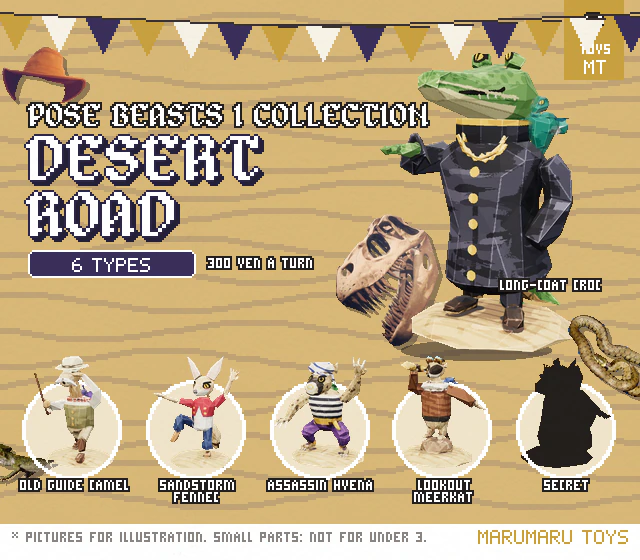 TOYS
MT
POSE BEASTS 1 COLLECTION
DESERT
ROAD
6 TYPES
300 YEN A TURN
LONG-COAT CROC
OLD GUIDE CAMEL
SANDSTORM
FENNEC
ASSASSIN HYENA
LOOKOUT
MEERKAT
SECRET
* PICTURES FOR ILLUSTRATION. SMALL PARTS: NOT FOR UNDER 3.
MARUMARU TOYS